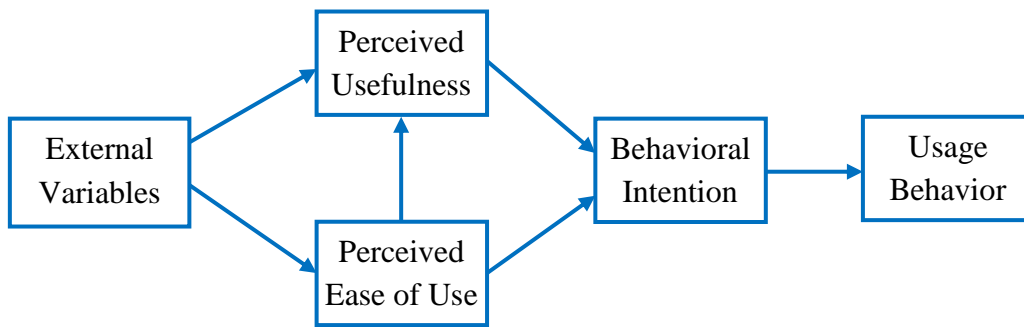 External
Variables
Perceived
Usefulness
Perceived
Ease of Use
Behavioral
Intention
Usage
Behavior